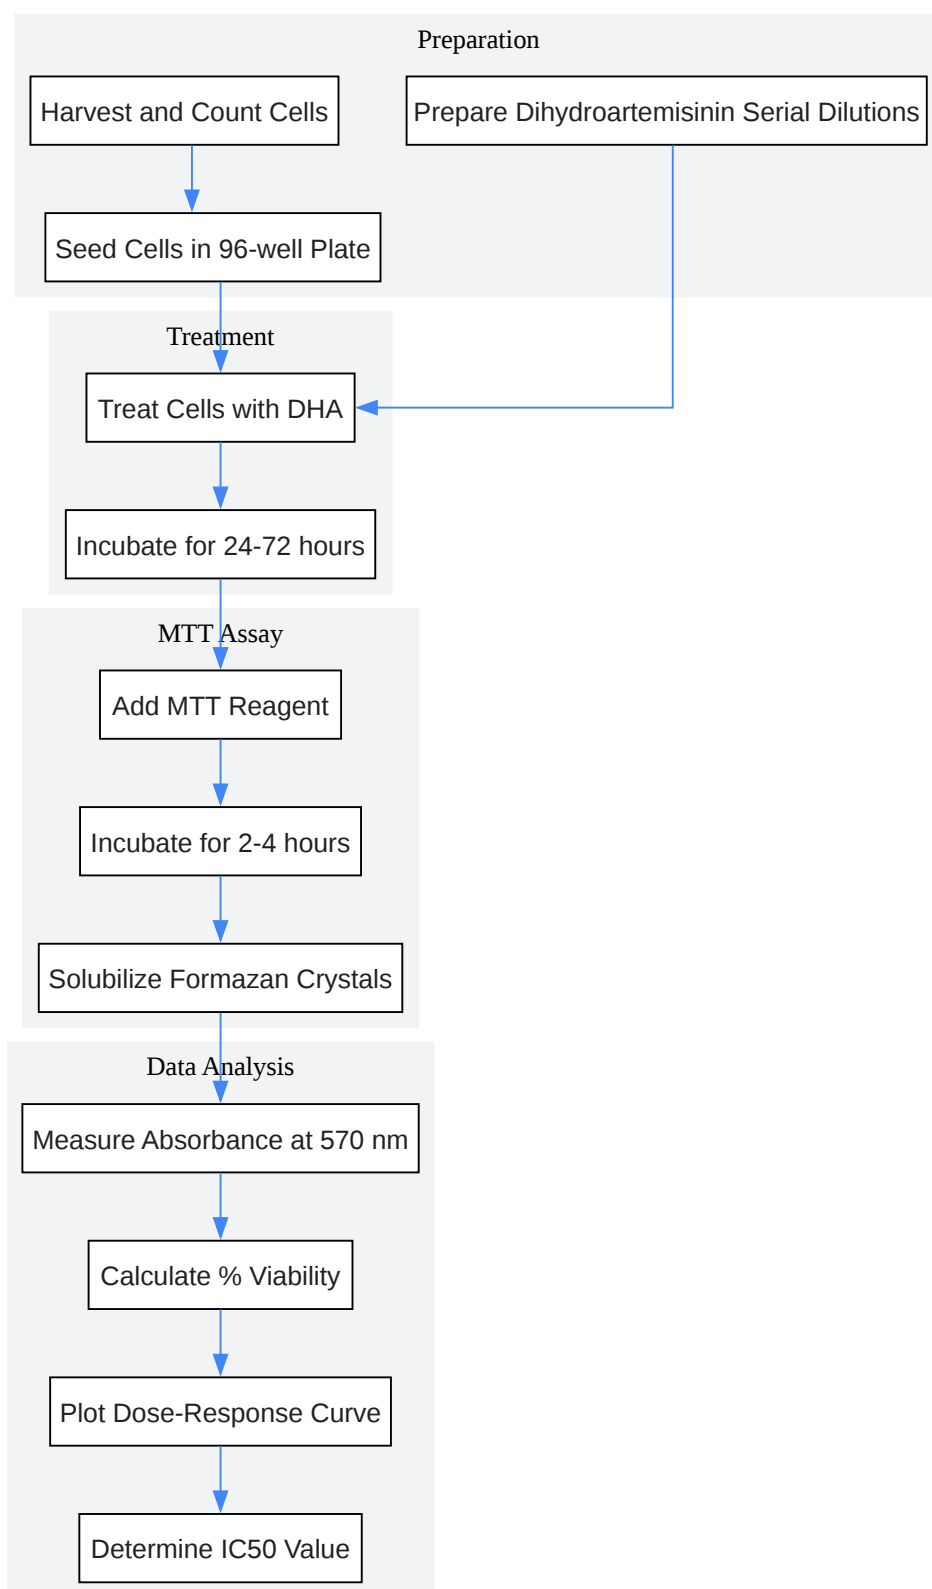 Preparation
Harvest and Count Cells
Prepare Dihydroartemisinin Serial Dilutions
Seed Cells in 96-well Plate
Treatment
Treat Cells with DHA
Incubate for 24-72 hours
MTT Assay
Add MTT Reagent
Incubate for 2-4 hours
Solubilize Formazan Crystals
Data Analysis
Measure Absorbance at 570 nm
Calculate % Viability
Plot Dose-Response Curve
Determine IC50 Value